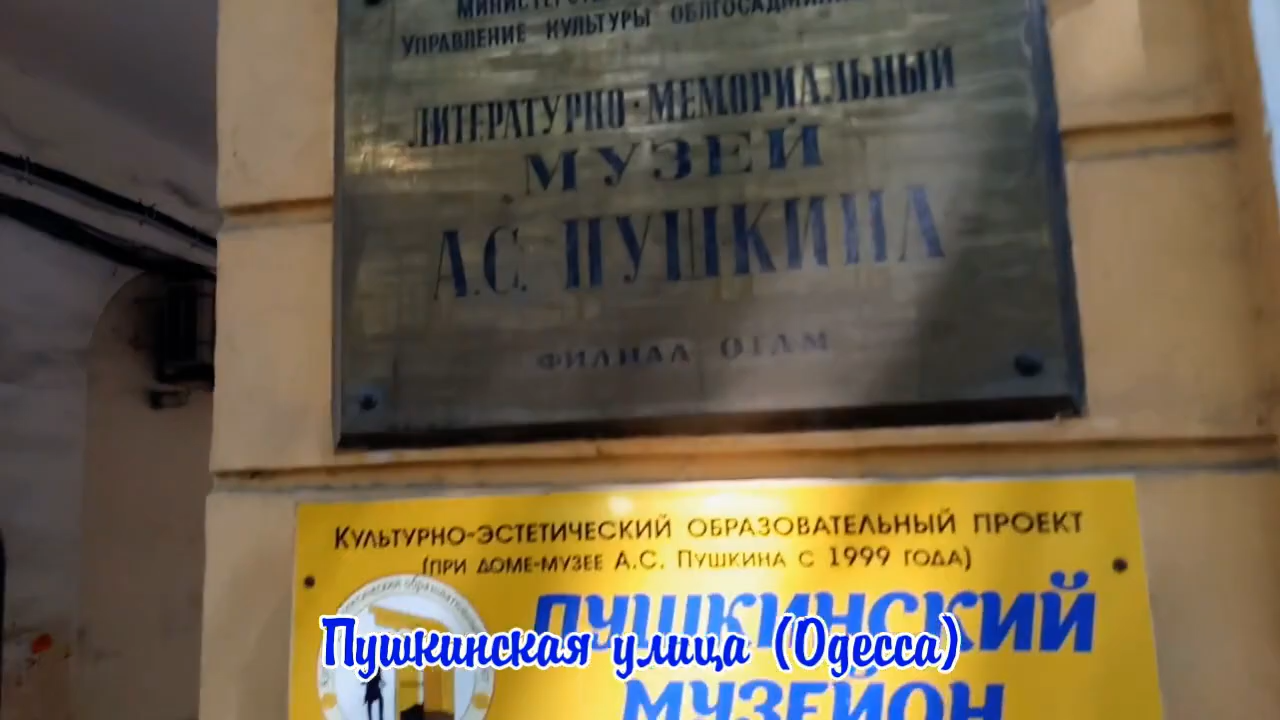 УПРАВЛЕНИЕ КУЛЬТУРЫ
ЛИТЕРАТУРНО-МЕМОРИАЛЬНЫЙ
МУЗЕЙ
А.С. ПУШКИНА
ФИЛИАЛ ОГЛМ
КУЛЬТУРНО-ЭСТЕТИЧЕСКИЙ ОБРАЗОВАТЕЛЬНЫЙ ПРОЕКТ
(ПРИ ДОМЕ-МУЗЕЕ А.С. ПУШКИНА С 1999 ГОДА)
ПУШКИНСКИЙ
Пушкинская улица (Одесса)
МУЗЕЙОН